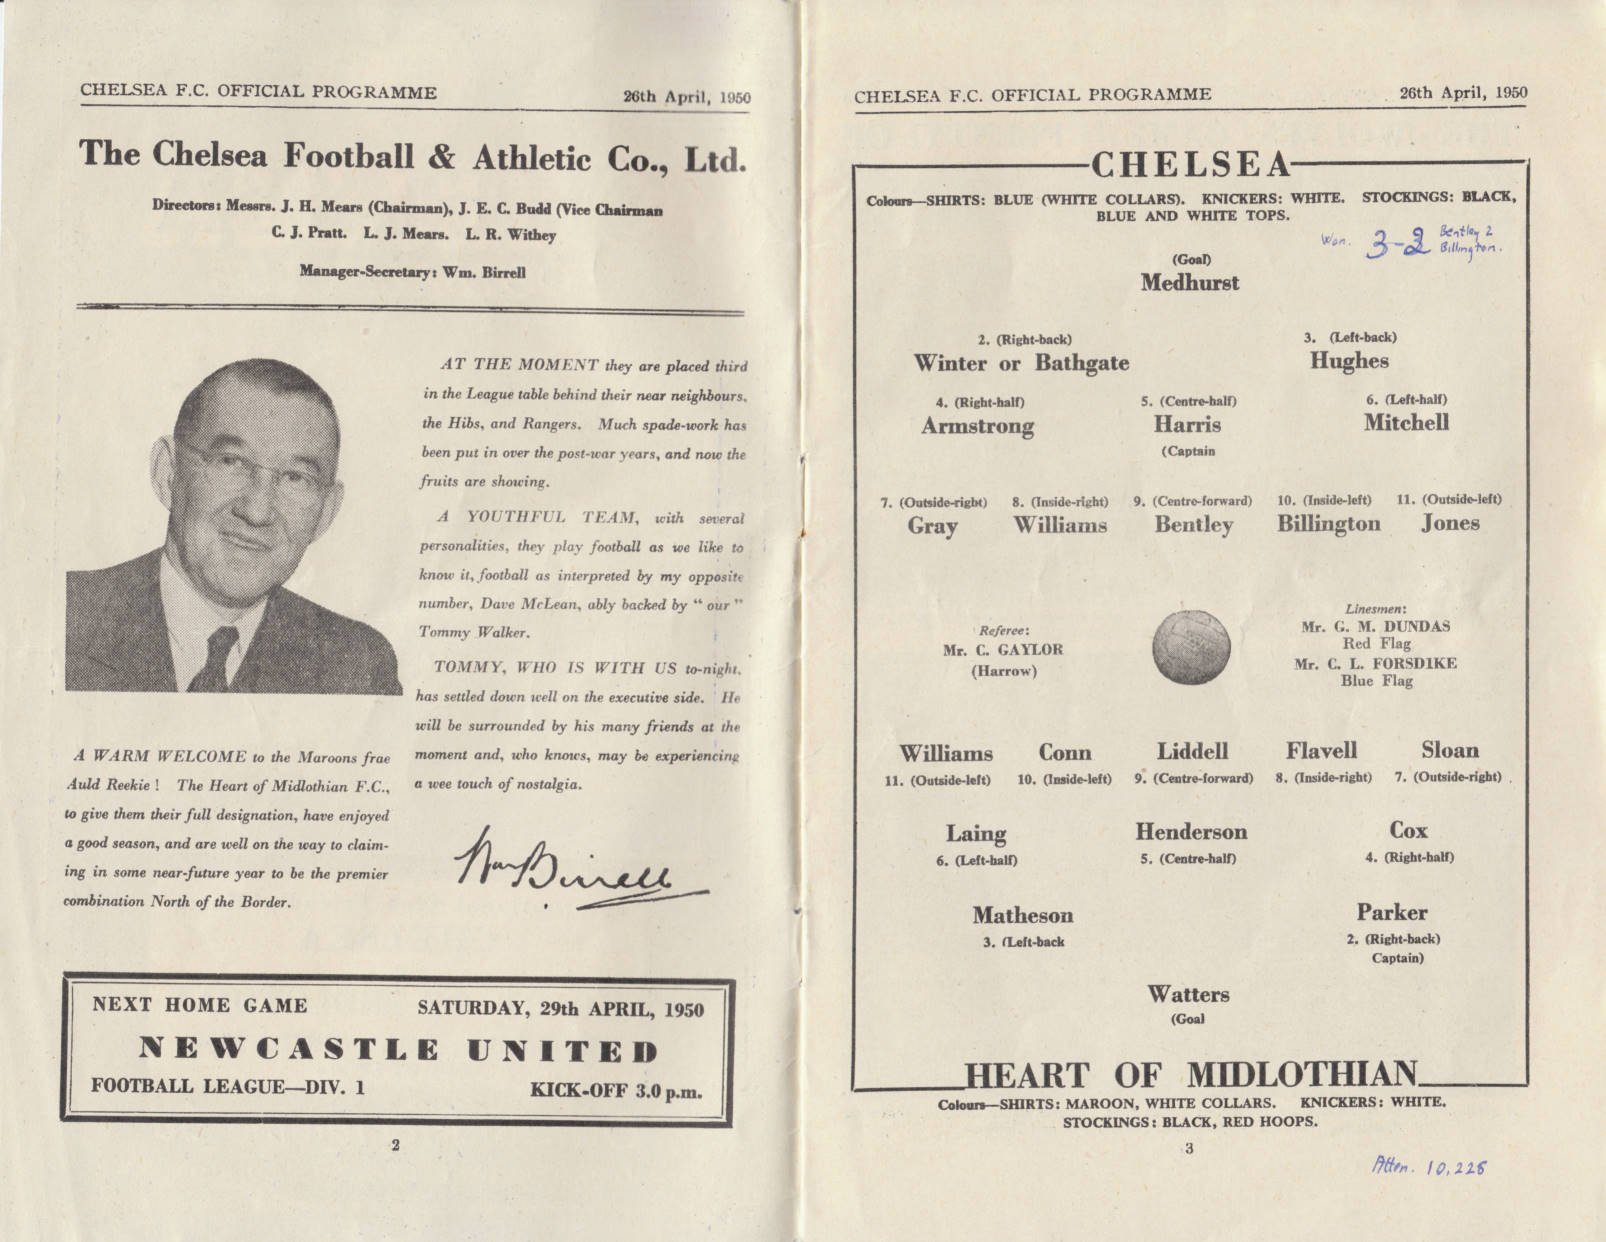 CHELSEA F.C. OFFICIAL PROGRAMME 26th April, 1950
The Chelsea Football & Athletic Co., Ltd.
Directors: Messrs. J. H. Mears (Chairman), J. E. C. Budd (Vice Chairman
C. J. Pratt. L. J. Mears. L. R. Withey
Manager-Secretary: Wm. Birrell
A WARM WELCOME to the Maroons frae
Auld Reekie ! The Heart of Midlothian F.C.,
to give them their full designation, have enjoyed
a good season, and are well on the way to claim-
ing in some near-future year to be the premier
combination North of the Border.
AT THE MOMENT they are placed third
in the League table behind their near neighbours,
the Hibs, and Rangers. Much spade-work has
been put in over the post-war years, and now the
fruits are showing.
A YOUTHFUL TEAM, with several
personalities, they play football as we like to
know it, football as interpreted by my opposite
number, Dave McLean, ably backed by “ our ”
Tommy Walker.
TOMMY, WHO IS WITH US to-night,
has settled down well on the executive side. He
will be surrounded by his many friends at the
moment and, who knows, may be experiencing
a wee touch of nostalgia.
Wm Birrell
NEXT HOME GAME SATURDAY, 29th APRIL, 1950
NEWCASTLE UNITED
FOOTBALL LEAGUE—DIV. 1 KICK-OFF 3.0 p.m.
2
CHELSEA F.C. OFFICIAL PROGRAMME 26th April, 1950
CHELSEA
Colours—SHIRTS: BLUE (WHITE COLLARS). KNICKERS: WHITE. STOCKINGS: BLACK,
BLUE AND WHITE TOPS.
Won. 3-2 Bentley 2
Billington.
(Goal)
Medhurst
2. (Right-back) 3. (Left-back)
Winter or Bathgate Hughes
4. (Right-half) 5. (Centre-half) 6. (Left-half)
Armstrong Harris Mitchell
(Captain
7. (Outside-right) 8. (Inside-right) 9. (Centre-forward) 10. (Inside-left) 11. (Outside-left)
Gray Williams Bentley Billington Jones
Referee:
Mr. C. GAYLOR
(Harrow)
Linesmen:
Mr. G. M. DUNDAS
Red Flag
Mr. C. L. FORSDIKE
Blue Flag
Williams Conn Liddell Flavell Sloan
11. (Outside-left) 10. (Inside-left) 9. (Centre-forward) 8. (Inside-right) 7. (Outside-right) .
Laing Henderson Cox
6. (Left-half) 5. (Centre-half) 4. (Right-half)
Matheson Parker
3. (Left-back 2. (Right-back)
Captain)
Watters
(Goal
HEART OF MIDLOTHIAN
Colours—SHIRTS: MAROON, WHITE COLLARS. KNICKERS: WHITE.
STOCKINGS: BLACK, RED HOOPS.
3
Atten. 10,228